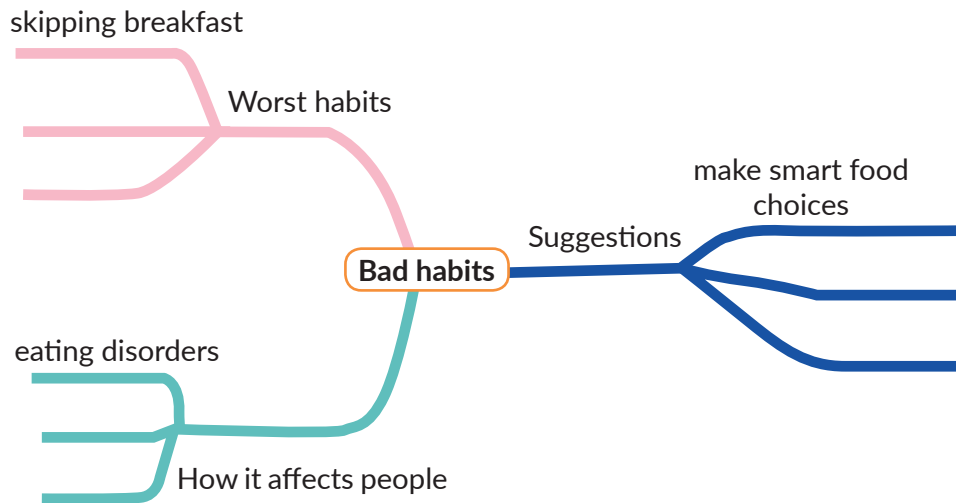 skipping breakfast
Worst habits
make smart food
choices
Suggestions
Bad habits
eating disorders
How it affects people